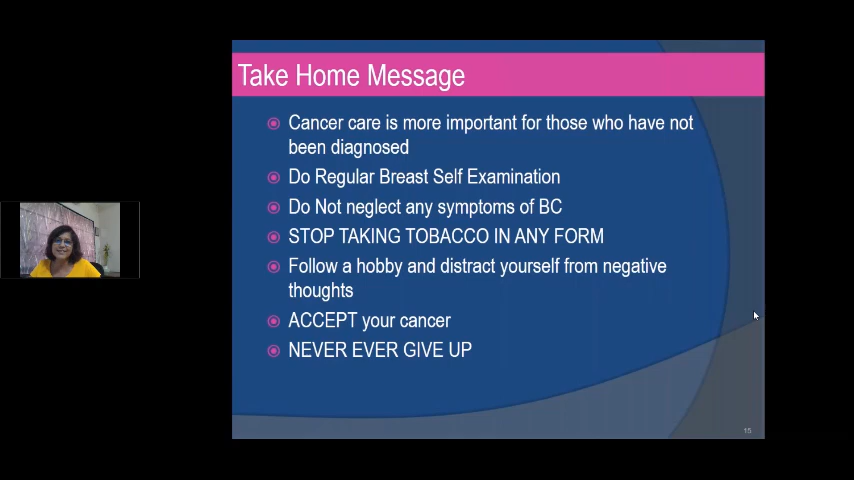 Take Home Message
Cancer care is more important for those who have not
been diagnosed
Do Regular Breast Self Examination
Do Not neglect any symptoms of BC
STOP TAKING TOBACCO IN ANY FORM
Follow a hobby and distract yourself from negative
thoughts
ACCEPT your cancer
NEVER EVER GIVE UP
15